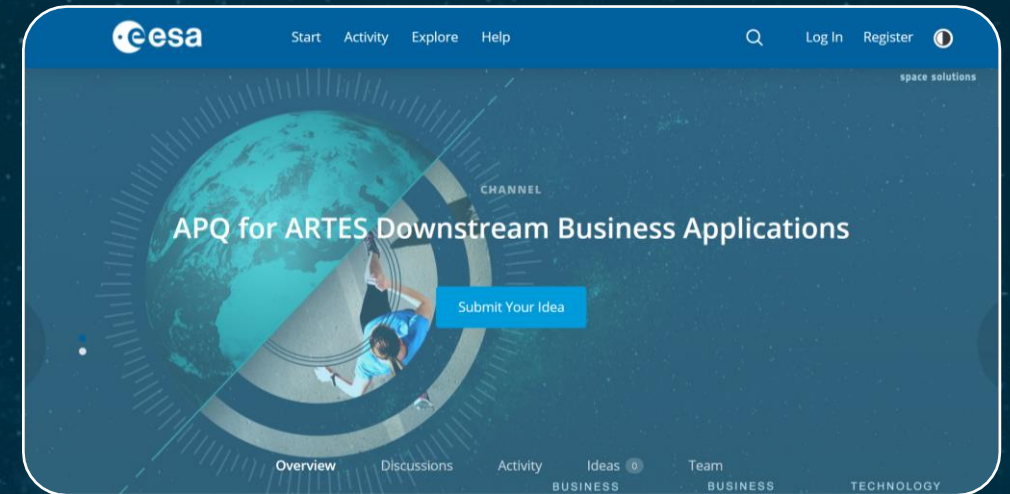 esa Start Activity Explore Help Log In Register
space solutions
CHANNEL
APQ for ARTES Downstream Business Applications
Submit Your Idea
Overview Discussions Activity Ideas 0 Team
BUSINESS BUSINESS TECHNOLOGY